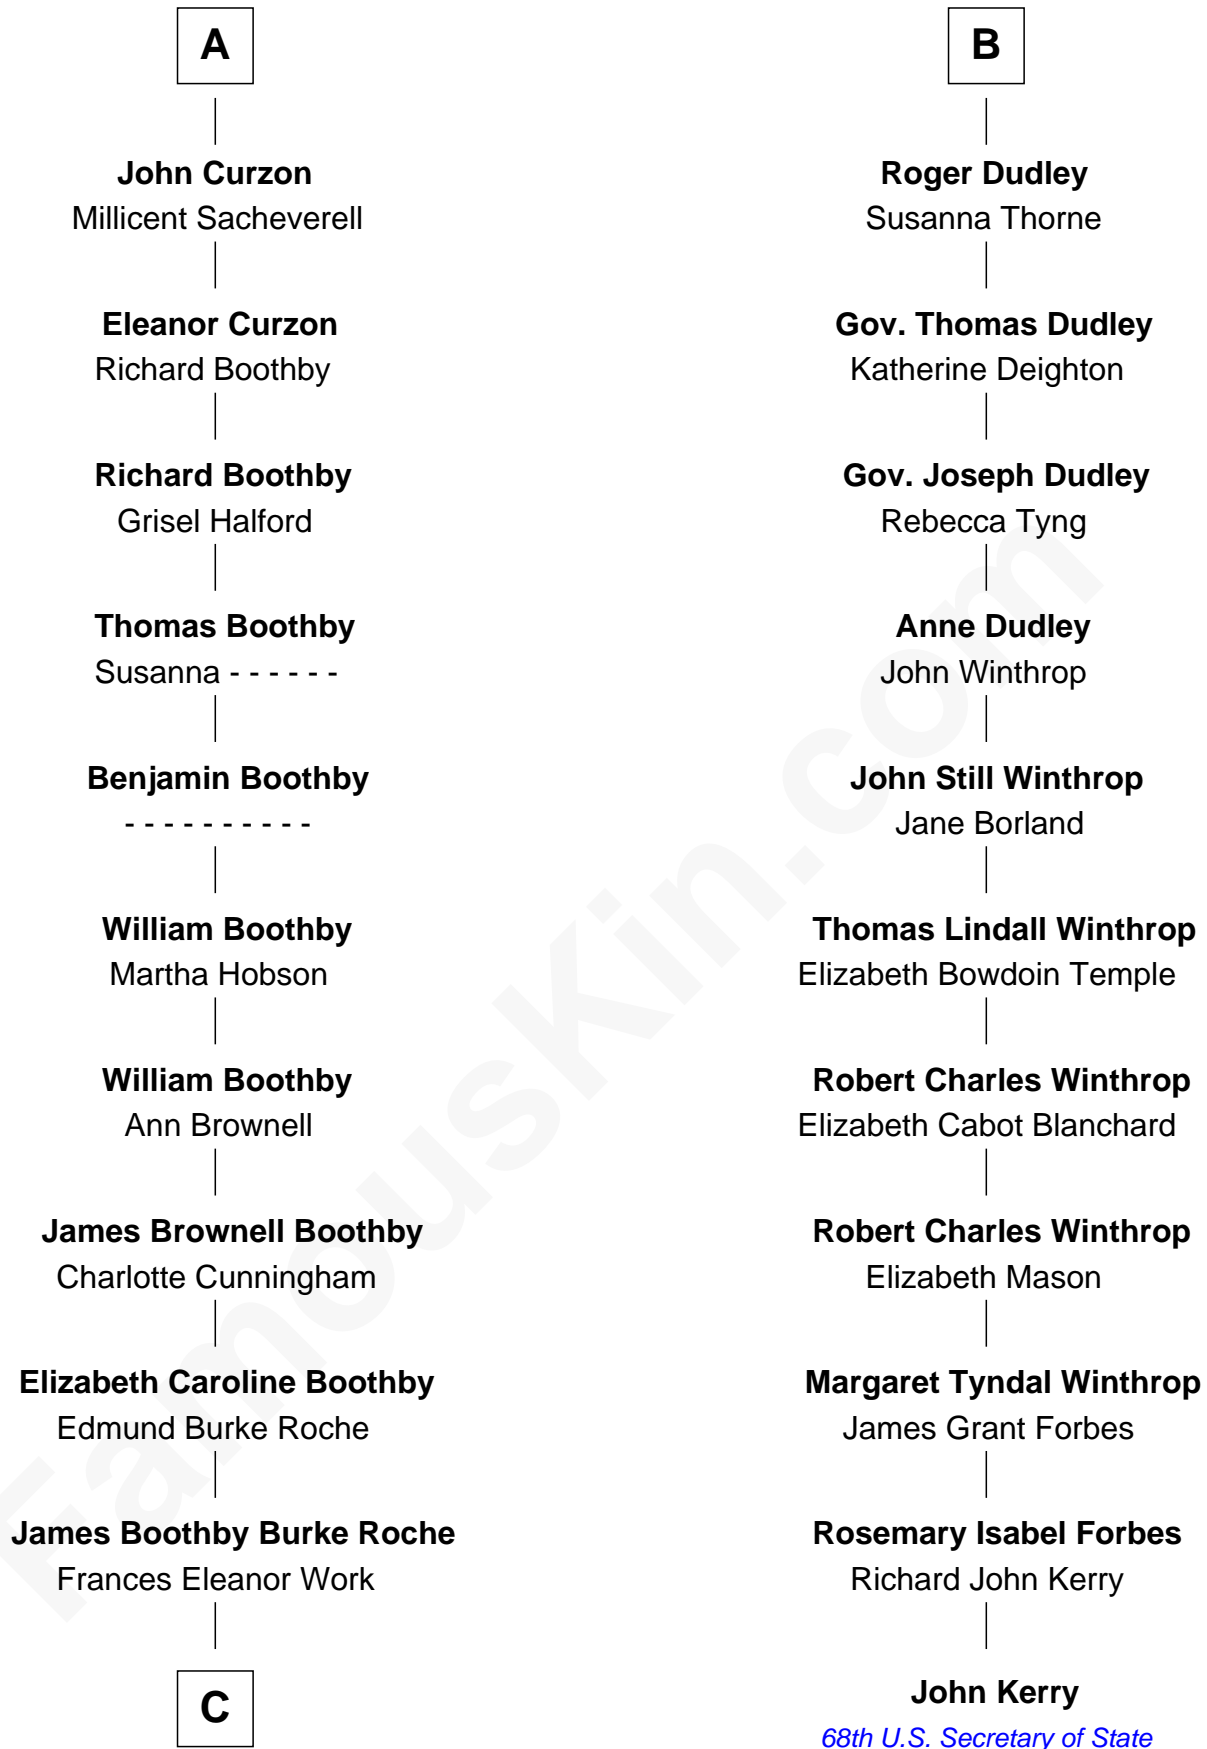 A
John Curzon
Millicent Sacheverell
Eleanor Curzon
Richard Boothby
Richard Boothby
Grisel Halford
Thomas Boothby
Susanna - - - - - -
Benjamin Boothby
- - - - - - - - - -
William Boothby
Martha Hobson
William Boothby
Ann Brownell
James Brownell Boothby
Charlotte Cunningham
Elizabeth Caroline Boothby
Edmund Burke Roche
James Boothby Burke Roche
Frances Eleanor Work
C
B
Roger Dudley
Susanna Thorne
Gov. Thomas Dudley
Katherine Deighton
Gov. Joseph Dudley
Rebecca Tyng
Anne Dudley
John Winthrop
John Still Winthrop
Jane Borland
Thomas Lindall Winthrop
Elizabeth Bowdoin Temple
Robert Charles Winthrop
Elizabeth Cabot Blanchard
Robert Charles Winthrop
Elizabeth Mason
Margaret Tyndal Winthrop
James Grant Forbes
Rosemary Isabel Forbes
Richard John Kerry
John Kerry
68th U.S. Secretary of State
FamousKin.com